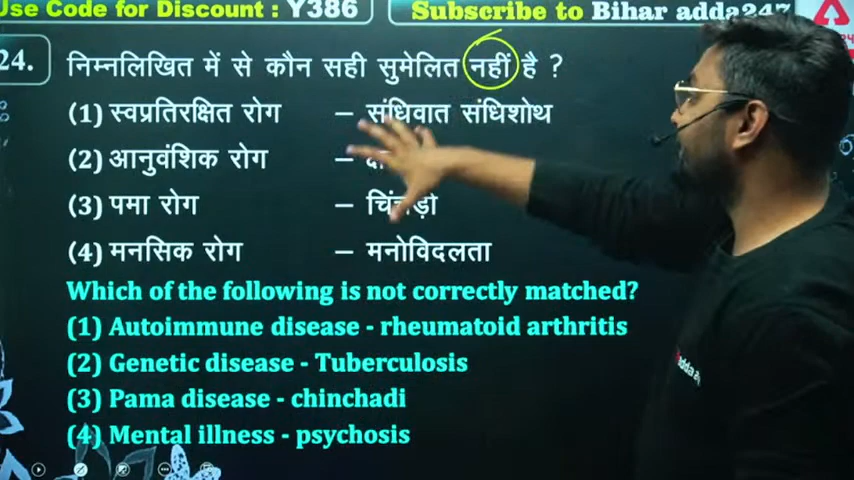 Use Code for Discount : Y386
Subscribe to Bihar adda247
24. निम्नलिखित में से कौन सही सुमेलित नहीं है ?
(1) स्वप्रतिरक्षित रोग – संधिवात संधिशोथ
(2) आनुवंशिक रोग –
(3) पमा रोग –
(4) मनसिक रोग – मनोविदलता
Which of the following is not correctly matched?
(1) Autoimmune disease - rheumatoid arthritis
(2) Genetic disease - Tuberculosis
(3) Pama disease - chinchadi
(4) Mental illness - psychosis